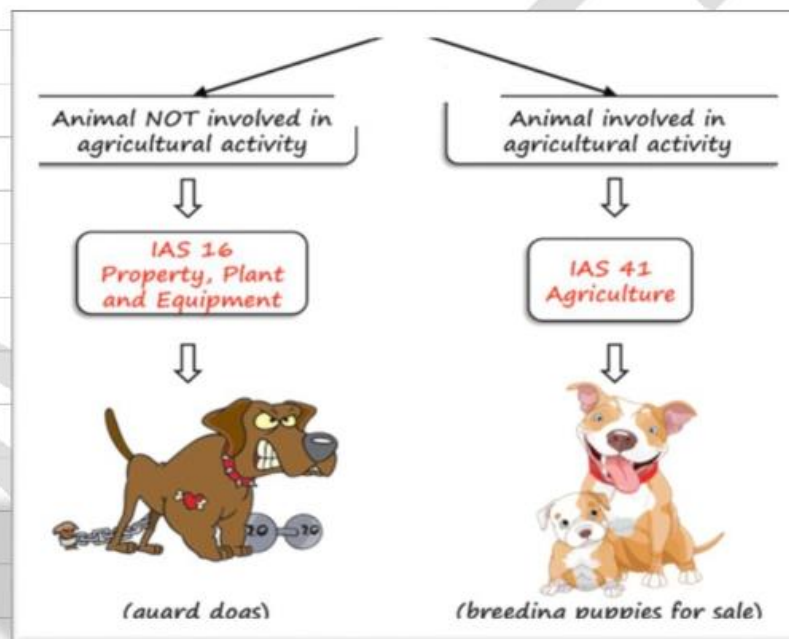 Animal NOT involved in
agricultural activity
Animal involved in
agricultural activity
IAS 16
Property, Plant
and Equipment
IAS 41
Agriculture
20 20
(guard dogs)
(breeding puppies for sale)